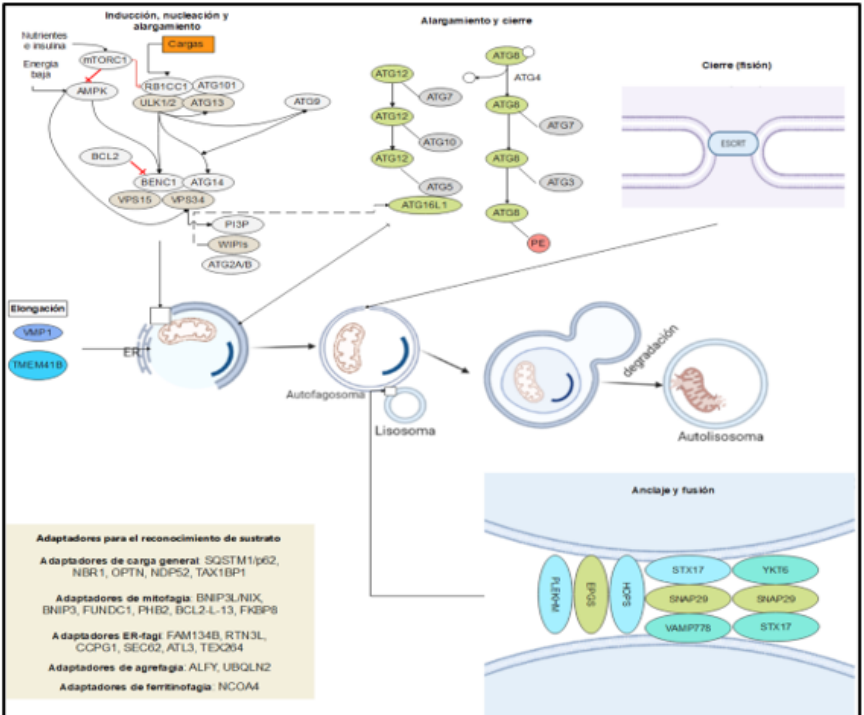 Inducción, nucleación y
alargamiento
Nutrientes
e insulina
mTORC1
Cargas
Energia
baja
AMPK
RB1CC1
ATG101
ULK1/2
ATG13
ATG9
BCL2
BENC1
ATG14
VPS15
VPS34
PI3P
WIPIs
ATG2A/B
Alargamiento y cierre
ATG12
ATG7
ATG12
ATG10
ATG12
ATG5
ATG16L1
ATG8
ATG4
ATG8
ATG7
ATG8
ATG3
ATG8
PE
Cierre (fisión)
ESCRT
Elongación
VMP1
TMEM41B
ER
Autofagosoma
Lisosoma
degradación
Autolisosoma
Adaptadores para el reconocimiento de sustrato
Adaptadores de carga general: SQSTM1/p62,
NBR1, OPTN, NDP52, TAX1BP1
Adaptadores de mitofagia: BNIP3L/NIX,
BNIP3, FUNDC1, PHB2, BCL2-L-13, FKBP8
Adaptadores ER-fagi: FAM134B, RTN3L,
CCPG1, SEC62, ATL3, TEX264
Adaptadores de agrefagia: ALFY, UBQLN2
Adaptadores de ferritinofagia: NCOA4
Anclaje y fusión
PLEKHM
EPGS
HOPS
STX17
YKT6
SNAP29
SNAP29
VAMP778
STX17